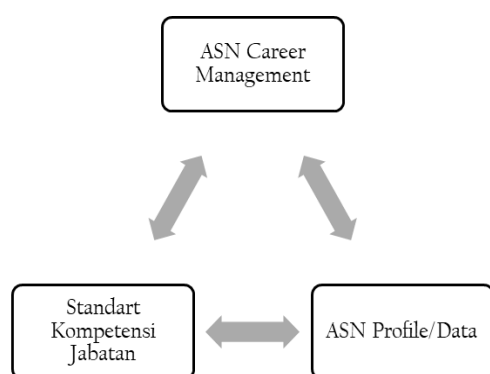 ASN Career
Management
Standart
Kompetensi
Jabatan
ASN Profile/Data